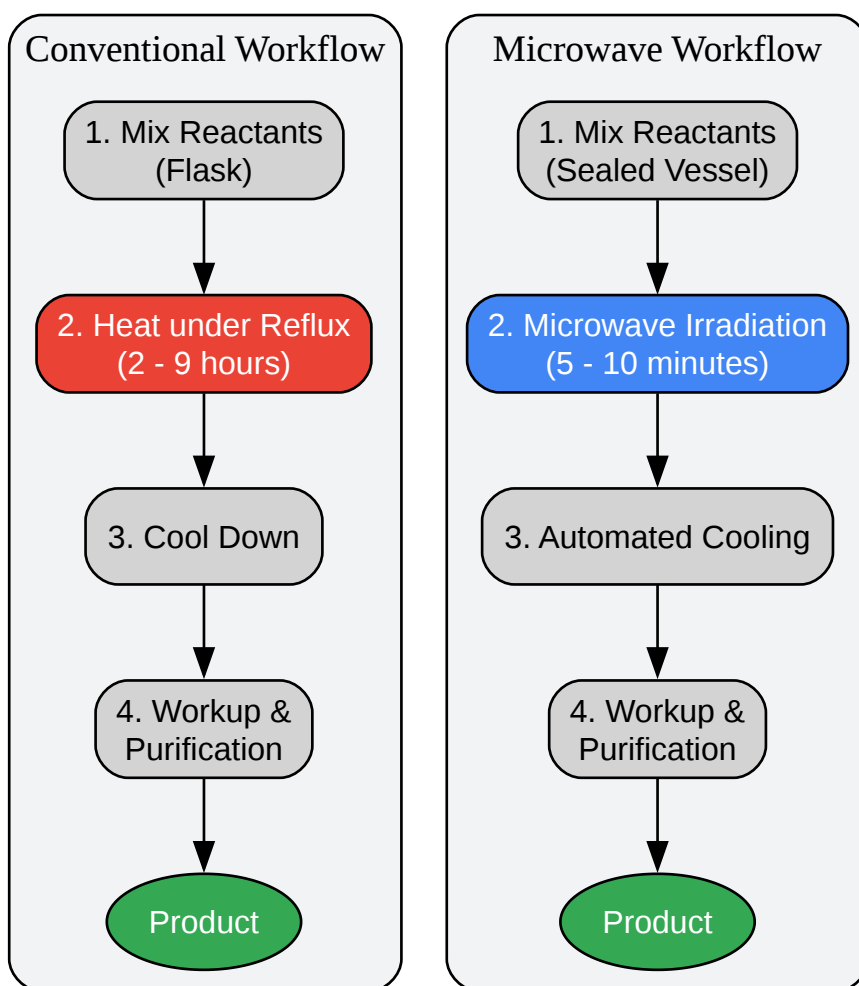 Conventional Workflow
1. Mix Reactants
(Flask)
2. Heat under Reflux
(2 - 9 hours)
3. Cool Down
4. Workup &
Purification
Product
Microwave Workflow
1. Mix Reactants
(Sealed Vessel)
2. Microwave Irradiation
(5 - 10 minutes)
3. Automated Cooling
4. Workup &
Purification
Product